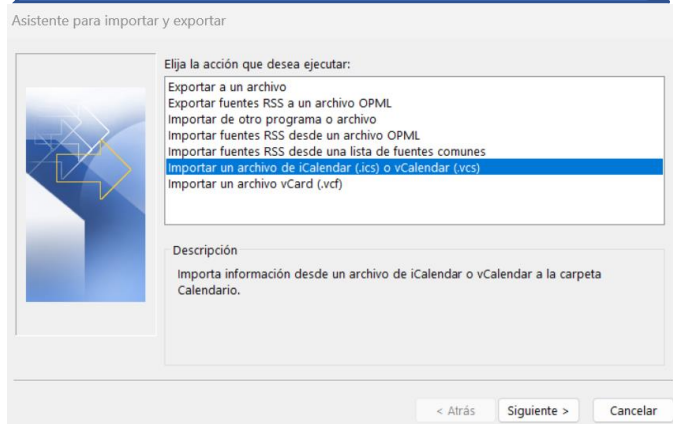 Asistente para importar y exportar
Elija la acción que desea ejecutar:
Exportar a un archivo
Exportar fuentes RSS a un archivo OPML
Importar de otro programa o archivo
Importar fuentes RSS desde un archivo OPML
Importar fuentes RSS desde una lista de fuentes comunes
Importar un archivo de iCalendar (.ics) o vCalendar (.vcs)
Importar un archivo vCard (.vcf)
Descripción
Importa información desde un archivo de iCalendar o vCalendar a la carpeta
Calendario.
< Atrás
Siguiente >
Cancelar